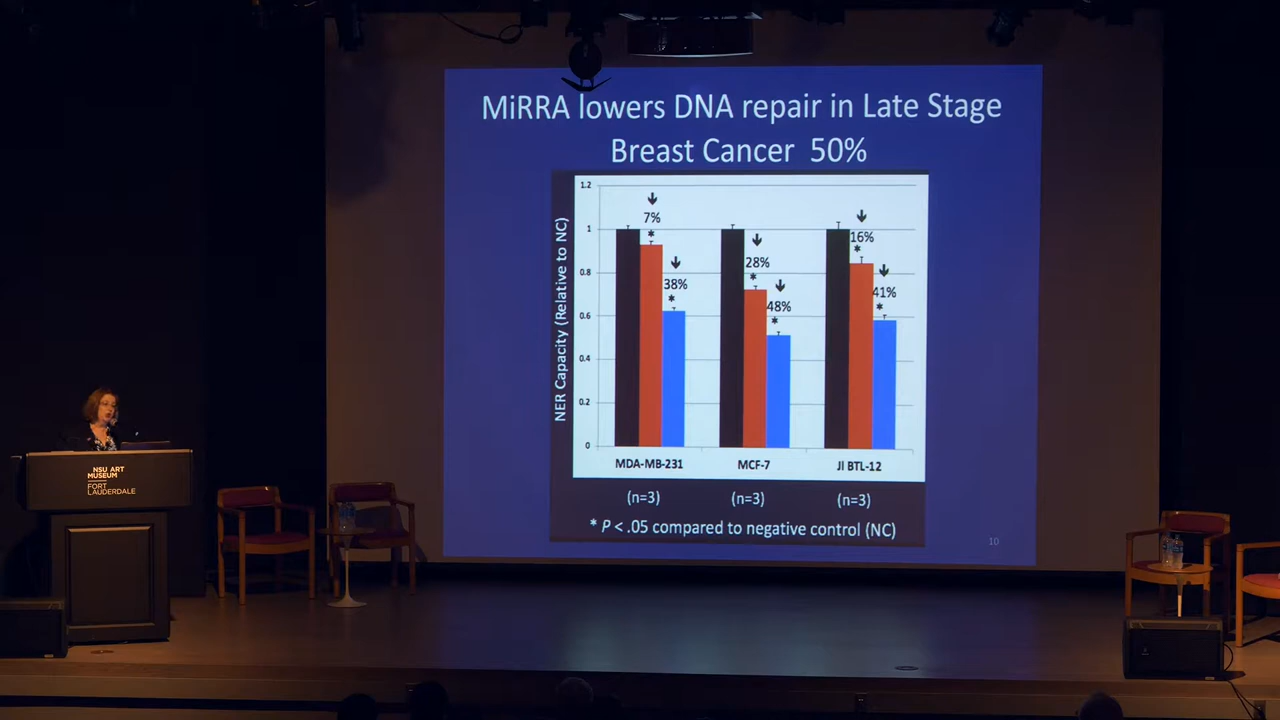 MiRRA lowers DNA repair in Late Stage
Breast Cancer 50%
NER Capacity (Relative to NC)
1.2
1
0.8
0.6
0.4
0.2
0
7%
*
38%
*
28%
*
48%
*
16%
*
41%
*
MDA-MB-231 MCF-7 JI BTL-12
(n=3) (n=3) (n=3)
* P < .05 compared to negative control (NC)
10
NSU ART
MUSEUM
FORT
LAUDERDALE